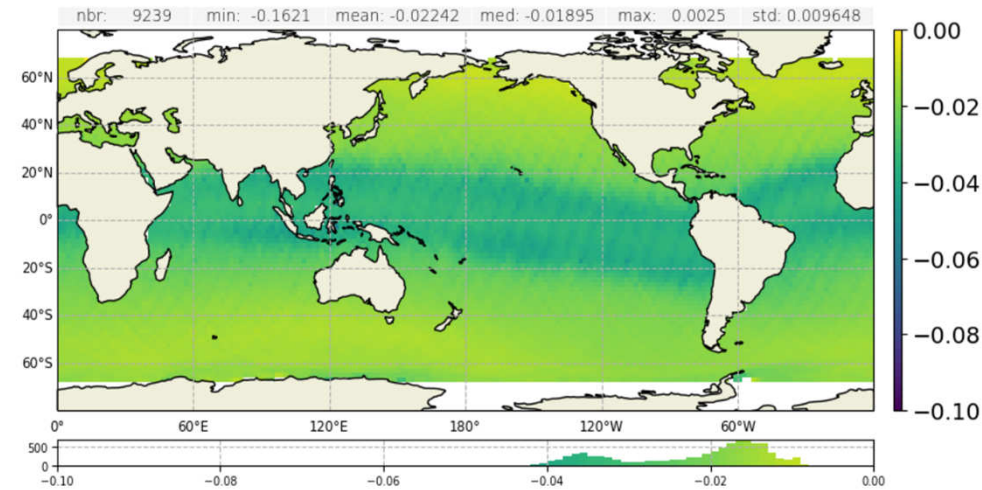 nbr: 9239 min: -0.1621 mean: -0.02242 med: -0.01895 max: 0.0025 std: 0.009648
0.00
60°N
−0.02
40°N
20°N
−0.04
0°
20°S
−0.06
40°S
−0.08
60°S
−0.10
0° 60°E 120°E 180° 120°W 60°W
500
0
−0.10 −0.08 −0.06 −0.04 −0.02 0.00